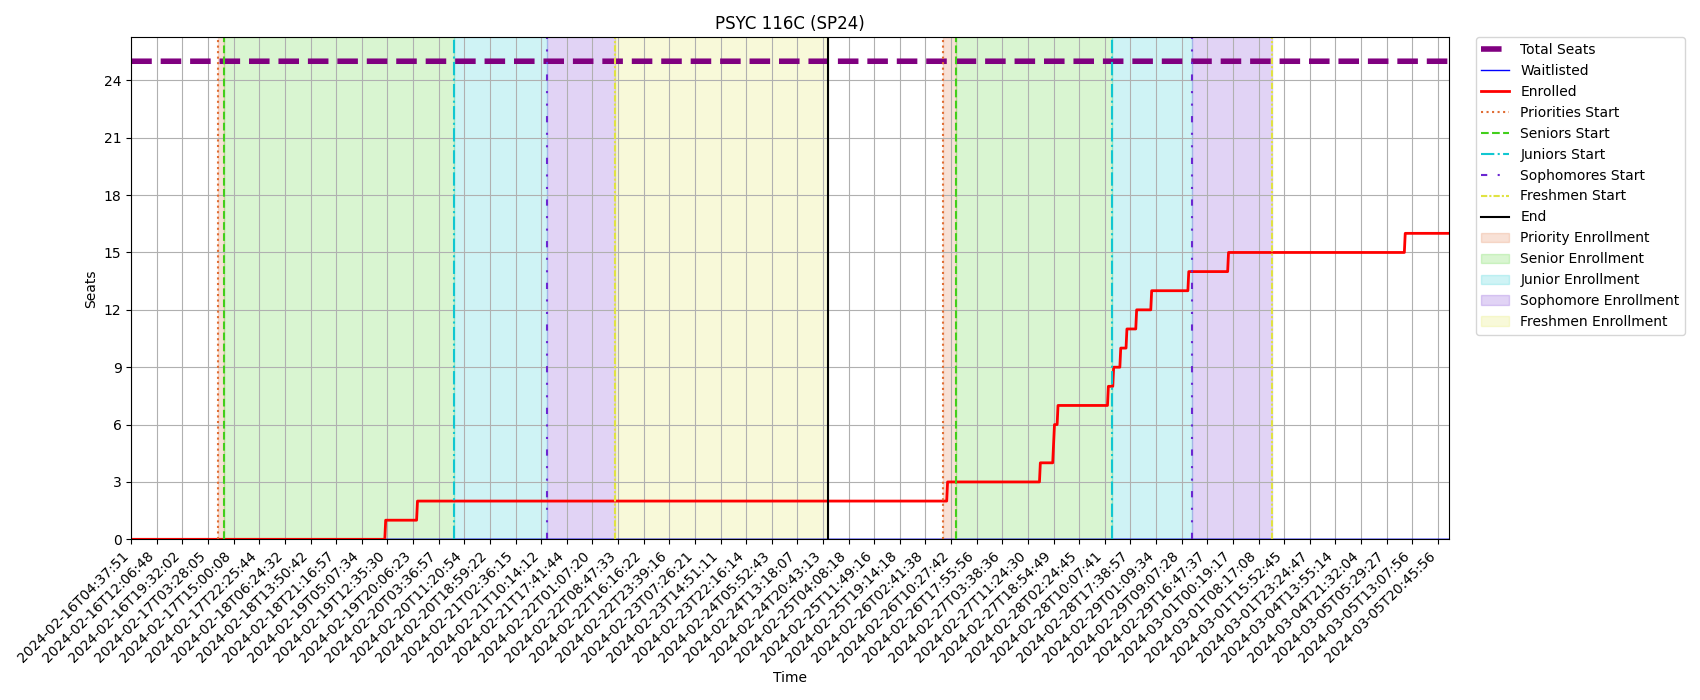 PSYC 116C (SP24)
Total Seats
Waitlisted
Enrolled
Priorities Start
Seniors Start
Juniors Start
Sophomores Start
Freshmen Start
End
Priority Enrollment
Senior Enrollment
Junior Enrollment
Sophomore Enrollment
Freshmen Enrollment
Seats
24
21
18
15
12
9
6
3
0
2024-02-16T04:37:51
2024-02-16T12:06:48
2024-02-16T19:32:02
2024-02-17T03:28:05
2024-02-17T15:00:08
2024-02-17T22:25:44
2024-02-18T06:24:32
2024-02-18T13:50:42
2024-02-18T21:16:57
2024-02-19T05:07:34
2024-02-19T12:35:30
2024-02-19T20:06:23
2024-02-20T03:36:57
2024-02-20T11:20:54
2024-02-20T18:59:22
2024-02-21T02:36:15
2024-02-21T10:14:12
2024-02-21T17:41:44
2024-02-22T01:07:20
2024-02-22T08:47:33
2024-02-22T16:16:22
2024-02-22T23:39:16
2024-02-23T07:26:21
2024-02-23T14:51:11
2024-02-23T22:16:14
2024-02-24T05:52:43
2024-02-24T13:18:07
2024-02-24T20:43:13
2024-02-25T04:08:18
2024-02-25T11:49:16
2024-02-25T19:14:18
2024-02-26T02:41:38
2024-02-26T10:27:42
2024-02-26T17:55:56
2024-02-27T03:38:36
2024-02-27T11:24:30
2024-02-27T18:54:49
2024-02-28T02:24:45
2024-02-28T10:07:41
2024-02-28T17:38:57
2024-02-29T01:09:34
2024-02-29T09:07:28
2024-02-29T16:47:37
2024-03-01T00:19:17
2024-03-01T08:17:08
2024-03-01T15:52:45
2024-03-01T23:24:47
2024-03-04T13:55:14
2024-03-04T21:32:04
2024-03-05T05:29:27
2024-03-05T13:07:56
2024-03-05T20:45:56
Time